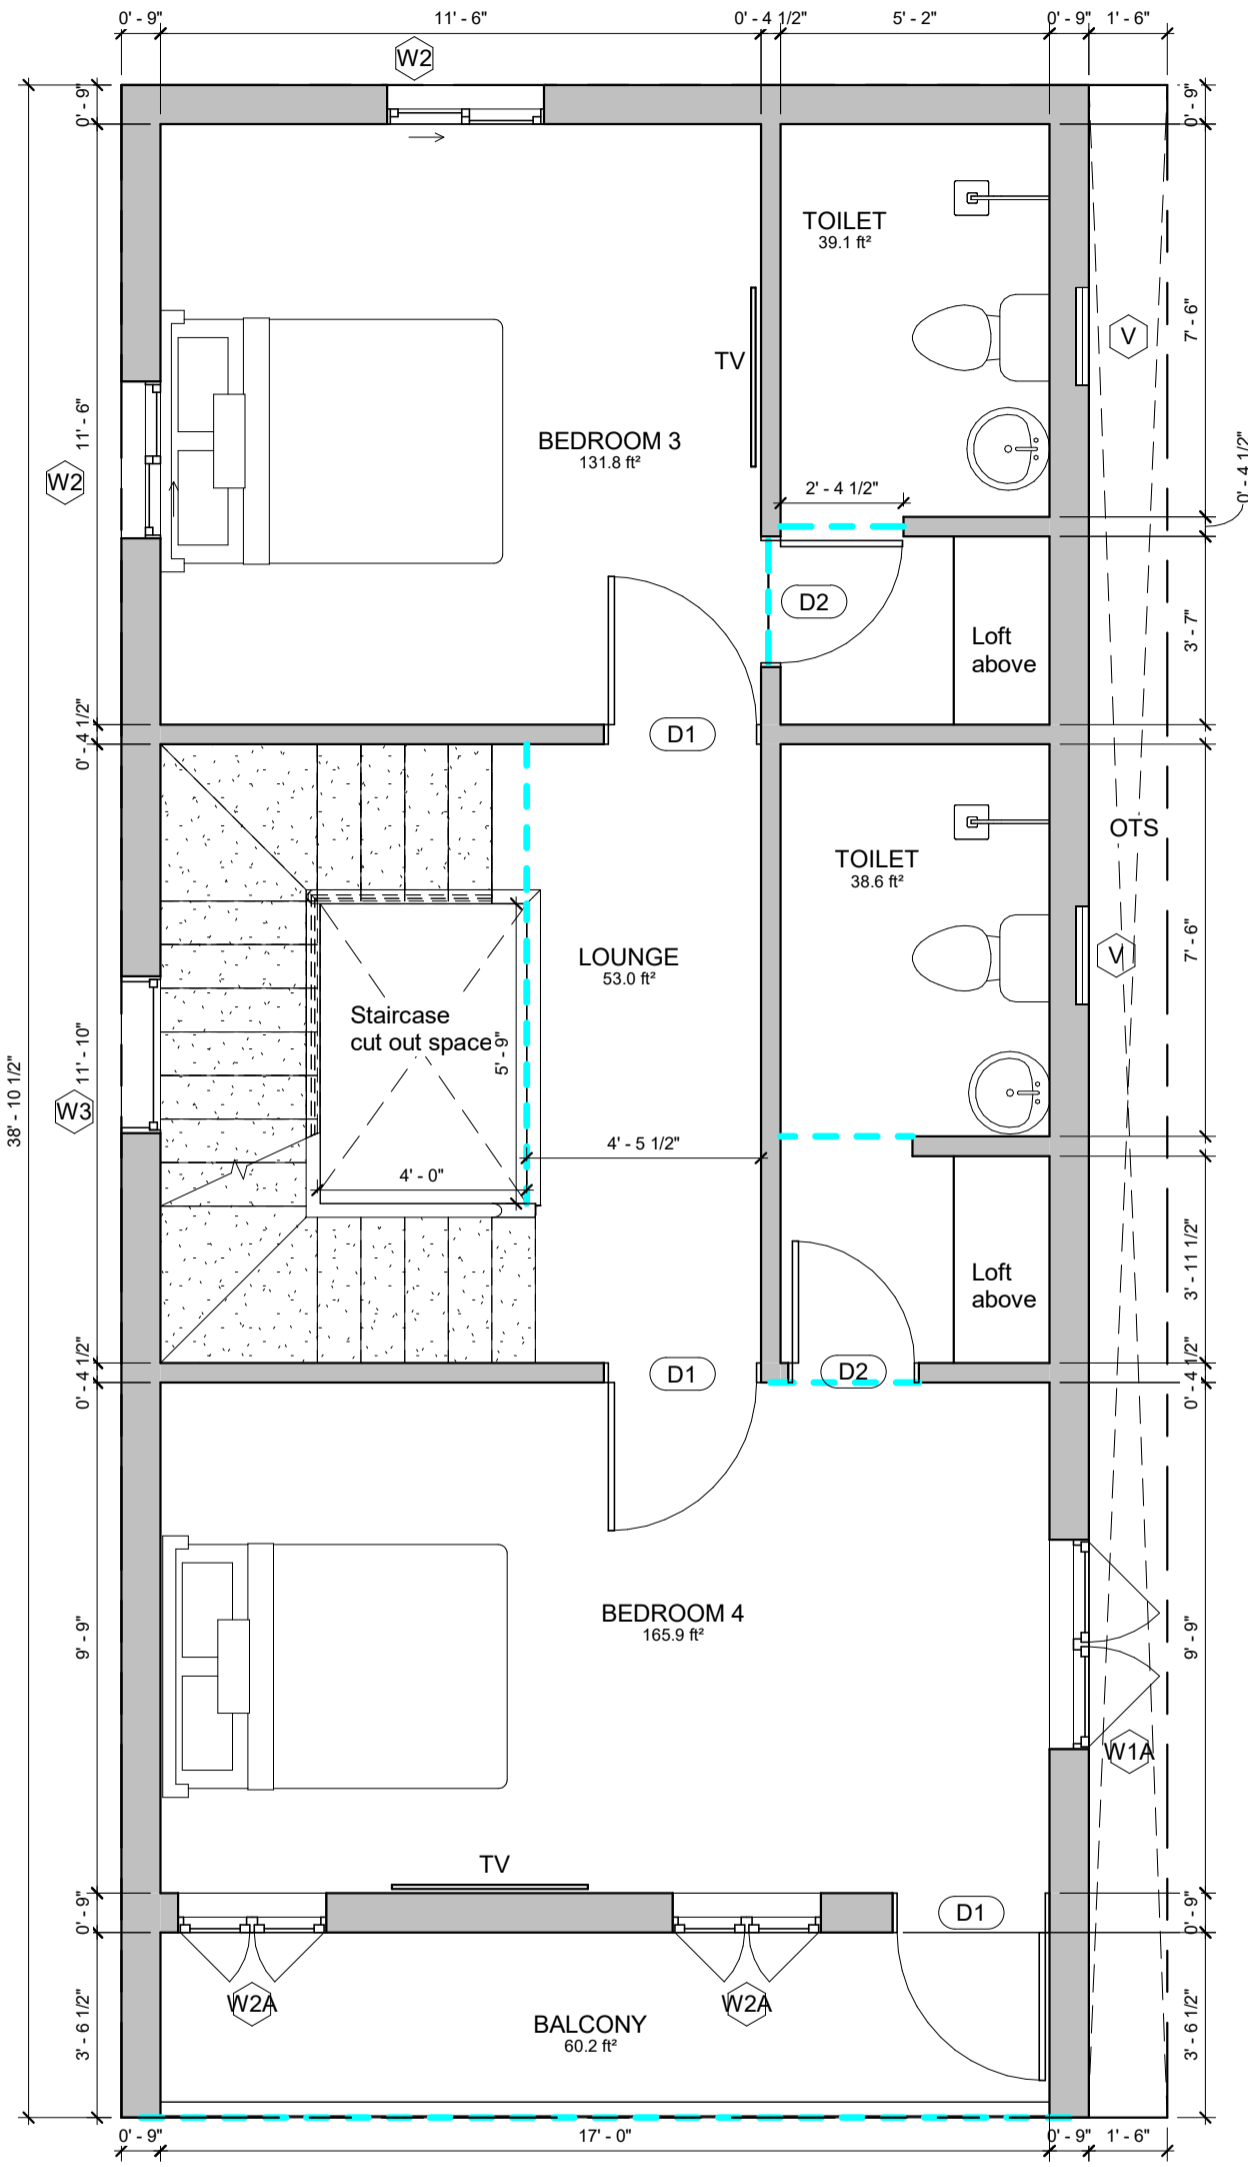 0' - 9"
11' - 6"
0' - 4 1/2"
5' - 2"
0' - 9"
1' - 6"
W2
0' - 9"
0' - 9"
TOILET
39.1 ft²
7' - 6"
V
TV
11' - 6"
BEDROOM 3
131.8 ft²
W2
0' - 4 1/2"
2' - 4 1/2"
D2
3' - 7"
Loft
above
0' - 4 1/2"
D1
OTS
TOILET
38.6 ft²
LOUNGE
53.0 ft²
7' - 6"
V
Staircase
cut out space
5' - 9"
11' - 10"
W3
38' - 10 1/2"
4' - 5 1/2"
4' - 0"
3' - 11 1/2"
Loft
above
0' - 4 1/2"
D1
D2
0' - 4 1/2"
BEDROOM 4
165.9 ft²
9' - 9"
9' - 9"
W1A
TV
0' - 9"
D1
0' - 9"
W2A
W2A
BALCONY
60.2 ft²
3' - 6 1/2"
3' - 6 1/2"
0' - 9"
17' - 0"
0' - 9"
1' - 6"